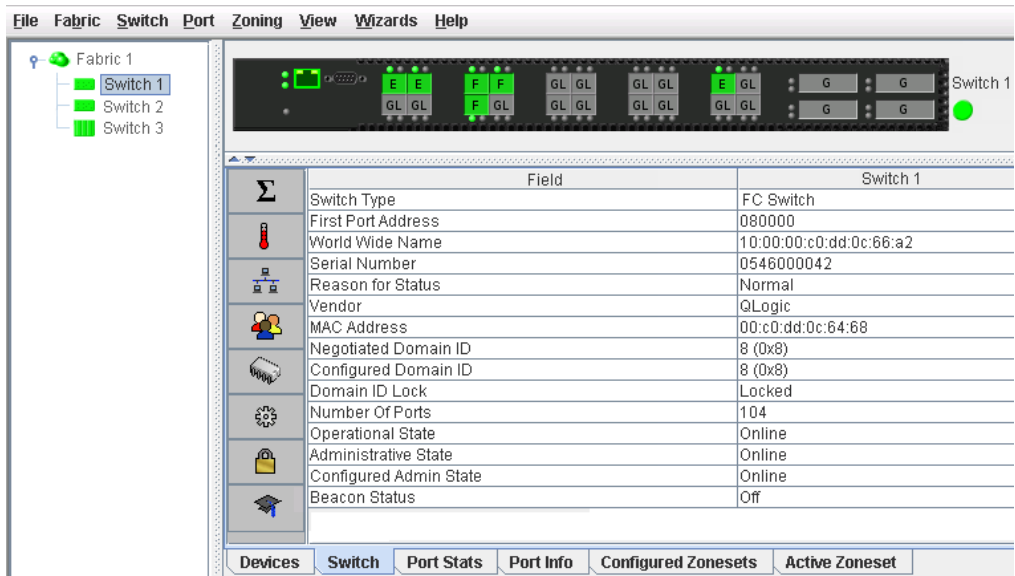 File Fabric Switch Port Zoning View Wizards Help
Fabric 1
Switch 1
Switch 2
Switch 3
E E F F GL GL GL GL E GL G G
GL GL F GL GL GL GL GL GL GL G G
Switch 1
Σ
Field Switch 1
Switch Type FC Switch
First Port Address 080000
World Wide Name 10:00:00:c0:dd:0c:66:a2
Serial Number 0546000042
Reason for Status Normal
Vendor QLogic
MAC Address 00:c0:dd:0c:64:68
Negotiated Domain ID 8 (0x8)
Configured Domain ID 8 (0x8)
Domain ID Lock Locked
Number Of Ports 104
Operational State Online
Administrative State Online
Configured Admin State Online
Beacon Status Off
Devices Switch Port Stats Port Info Configured Zonesets Active Zoneset